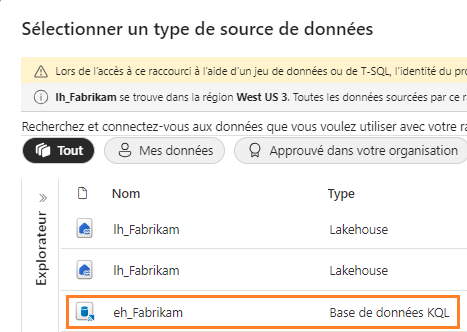 Sélectionner un type de source de données
Lors de l'accès à ce raccourci à l'aide d'un jeu de données ou de T-SQL, l'identité du pro
lh_Fabrikam se trouve dans la région West US 3. Toutes les données sourcées par ce r
Recherchez et connectez-vous aux données que vous voulez utiliser avec votre ra
Tout Mes données Approuvé dans votre organisation
Explorateur
Nom Type
lh_Fabrikam Lakehouse
lh_Fabrikam Lakehouse
eh_Fabrikam Base de données KQL